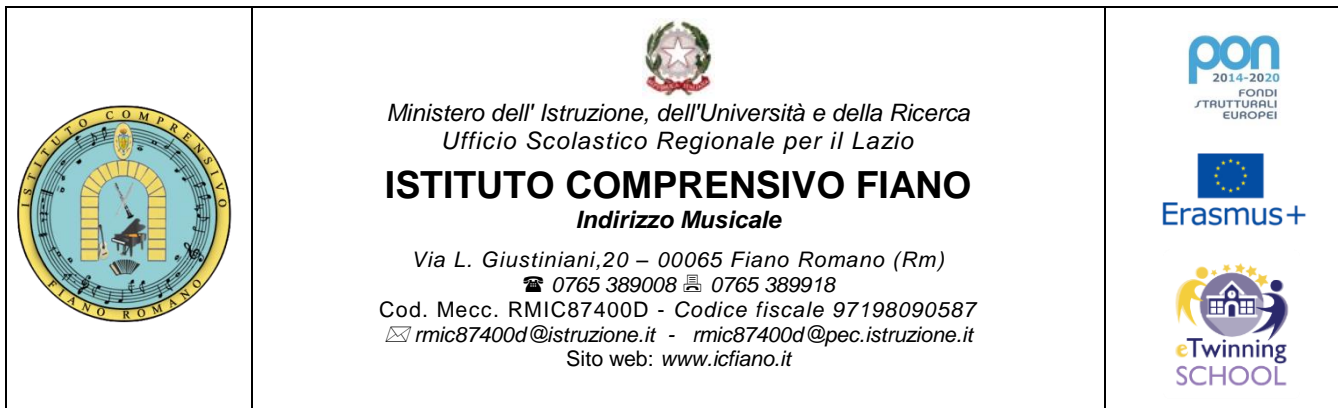 ISTITUTO COMPRENSIVO
FIANO ROMANO
Ministero dell' Istruzione, dell'Università e della Ricerca
Ufficio Scolastico Regionale per il Lazio
ISTITUTO COMPRENSIVO FIANO
Indirizzo Musicale
Via L. Giustiniani,20 – 00065 Fiano Romano (Rm)
☎ 0765 389008 🖷 0765 389918
Cod. Mecc. RMIC87400D - Codice fiscale 97198090587
✉ rmic87400d@istruzione.it - rmic87400d@pec.istruzione.it
Sito web: www.icfiano.it
pon
2014-2020
FONDI
STRUTTURALI
EUROPEI
Erasmus+
eTwinning
SCHOOL